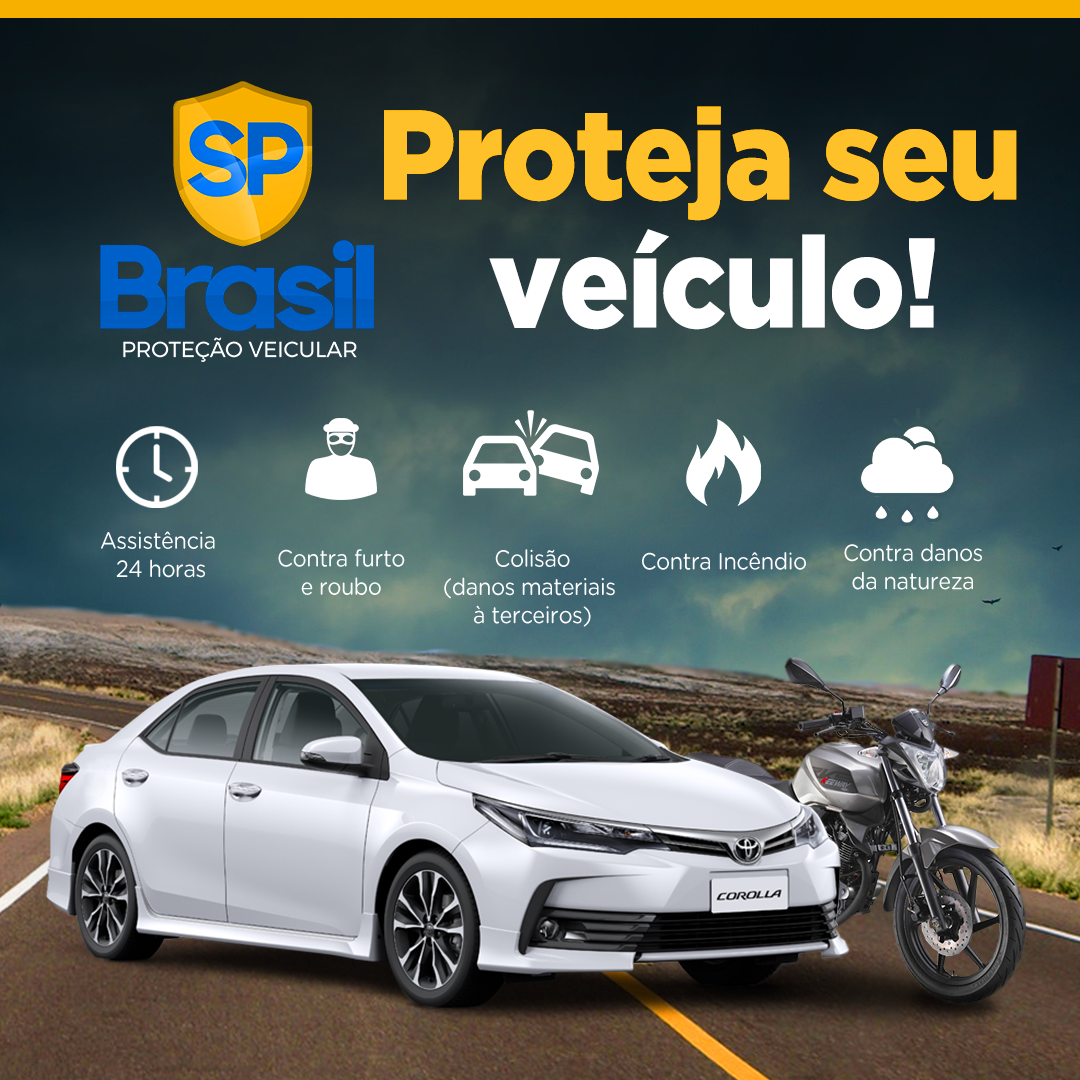 SP
Brasil
PROTEÇÃO VEICULAR
Proteja seu
veículo!
Assistência
24 horas
Contra furto
e roubo
Colisão
(danos materiais
à terceiros)
Contra Incêndio
Contra danos
da natureza
COROLLA